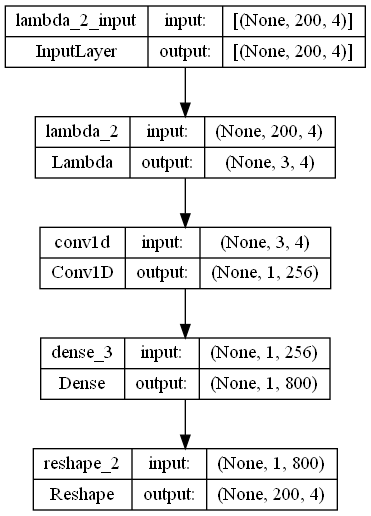 lambda_2_input input: [(None, 200, 4)]
InputLayer output: [(None, 200, 4)]
lambda_2 input: (None, 200, 4)
Lambda output: (None, 3, 4)
conv1d input: (None, 3, 4)
Conv1D output: (None, 1, 256)
dense_3 input: (None, 1, 256)
Dense output: (None, 1, 800)
reshape_2 input: (None, 1, 800)
Reshape output: (None, 200, 4)